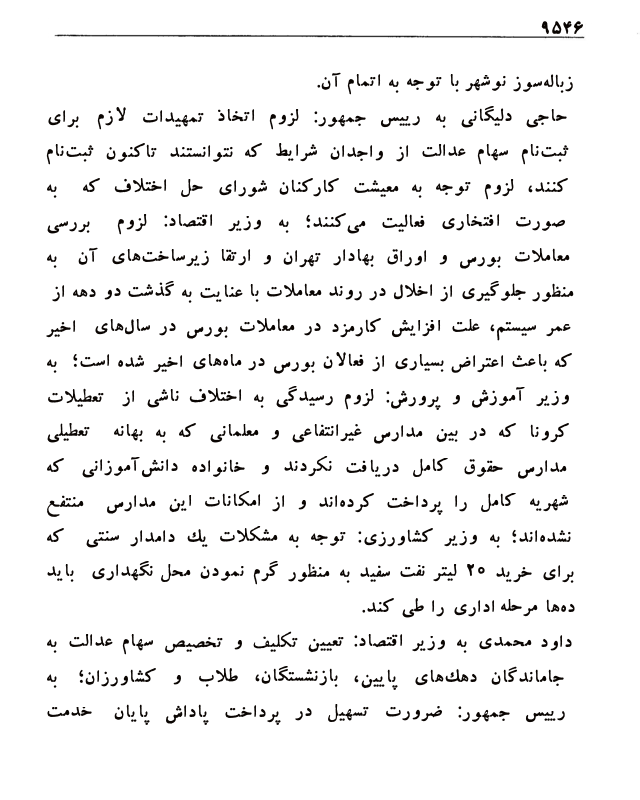 ۹۵۴۶
زباله‌سوز نوشهر با توجه به اتمام آن.
حاجی دلیگانی به رییس جمهور: لزوم اتخاذ تمهیدات لازم برای
ثبت‌نام سهام عدالت از واجدان شرایط که نتوانستند تاکنون ثبت‌نام
کنند، لزوم توجه به معیشت کارکنان شورای حل اختلاف که به
صورت افتخاری فعالیت می‌کنند؛ به وزیر اقتصاد: لزوم بررسی
معاملات بورس و اوراق بهادار تهران و ارتقا زیرساخت‌های آن به
منظور جلوگیری از اخلال در روند معاملات با عنایت به گذشت دو دهه از
عمر سیستم، علت افزایش کارمزد در معاملات بورس در سال‌های اخیر
که باعث اعتراض بسیاری از فعالان بورس در ماه‌های اخیر شده است؛ به
وزیر آموزش و پرورش: لزوم رسیدگی به اختلاف ناشی از تعطیلات
کرونا که در بین مدارس غیرانتفاعی و معلمانی که به بهانه تعطیلی
مدارس حقوق کامل دریافت نکردند و خانواده دانش‌آموزانی که
شهریه کامل را پرداخت کرده‌اند و از امکانات این مدارس منتفع
نشده‌اند؛ به وزیر کشاورزی: توجه به مشکلات یك دامدار سنتی که
برای خرید ۲۰ لیتر نفت سفید به منظور گرم نمودن محل نگهداری باید
ده‌ها مرحله اداری را طی کند.
داود محمدی به وزیر اقتصاد: تعیین تکلیف و تخصیص سهام عدالت به
جاماندگان دهك‌های پایین، بازنشستگان، طلاب و کشاورزان؛ به
رییس جمهور: ضرورت تسهیل در پرداخت پاداش پایان خدمت